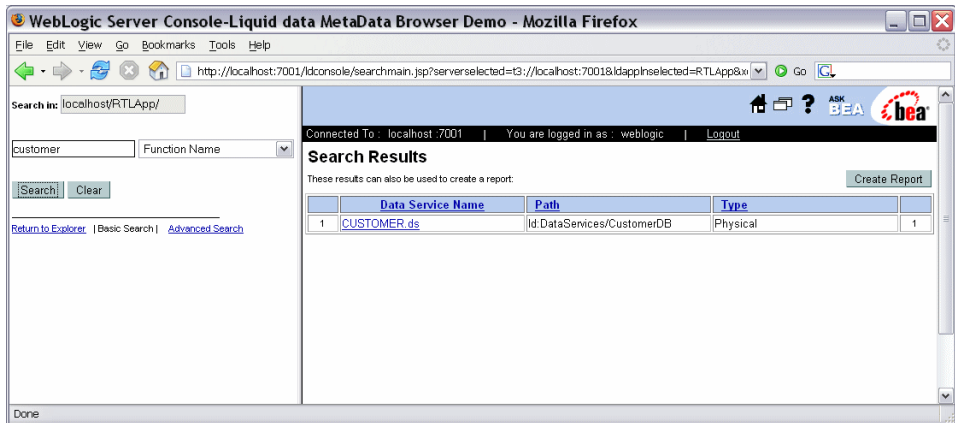 WebLogic Server Console-Liquid data MetaData Browser Demo - Mozilla Firefox
File Edit View Go Bookmarks Tools Help
http://localhost:7001/ldconsole/searchmain.jsp?serverselected=t3://localhost:7001&ldapplnselected=RTLApp&x Go G
Search in: localhost/RTLApp/
customer Function Name
Search Clear
Return to Explorer | Basic Search | Advanced Search
? ASK BEA bea
Connected To : localhost :7001 | You are logged in as : weblogic | Logout
Search Results
These results can also be used to create a report:
Create Report
Data Service Name Path Type
1 CUSTOMER.ds ld:DataServices/CustomerDB Physical 1
Done